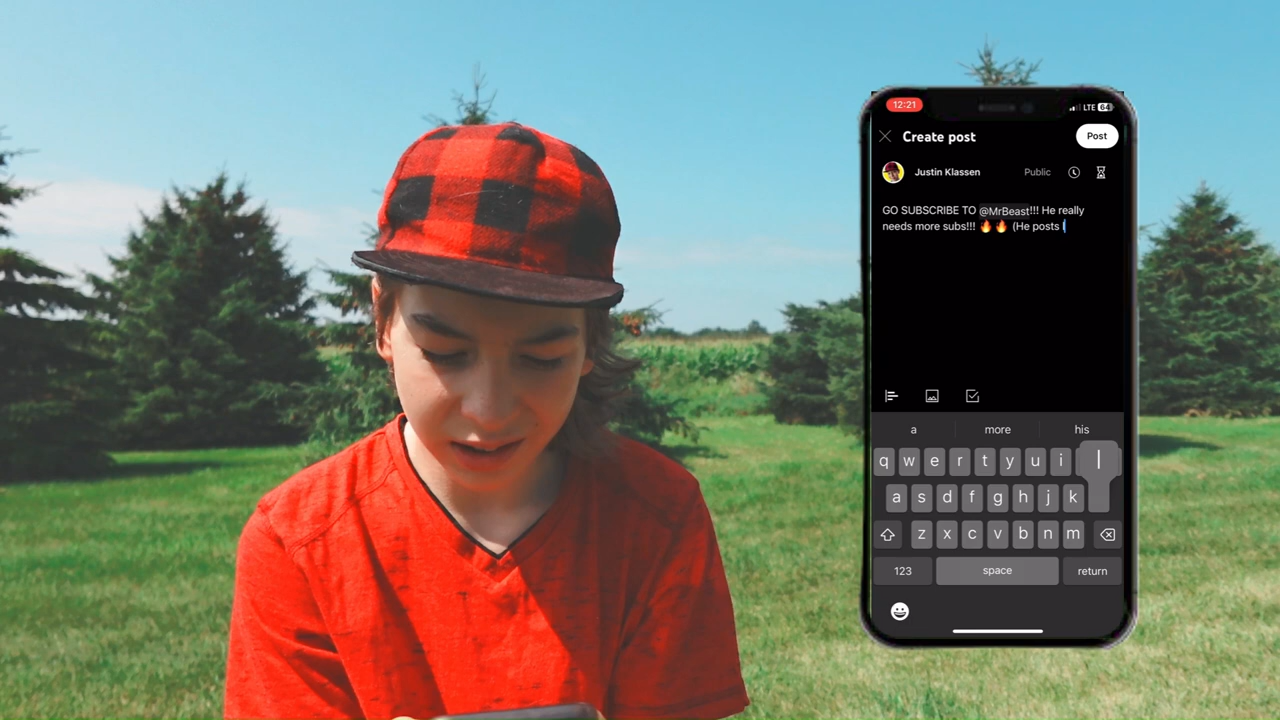 12:21 LTE 64
Create post Post
Justin Klassen Public
GO SUBSCRIBE TO @MrBeast!!! He really
needs more subs!!! 🔥🔥 (He posts l
a more his
q w e r t y u i l
a s d f g h j k
z x c v b n m
123 space return